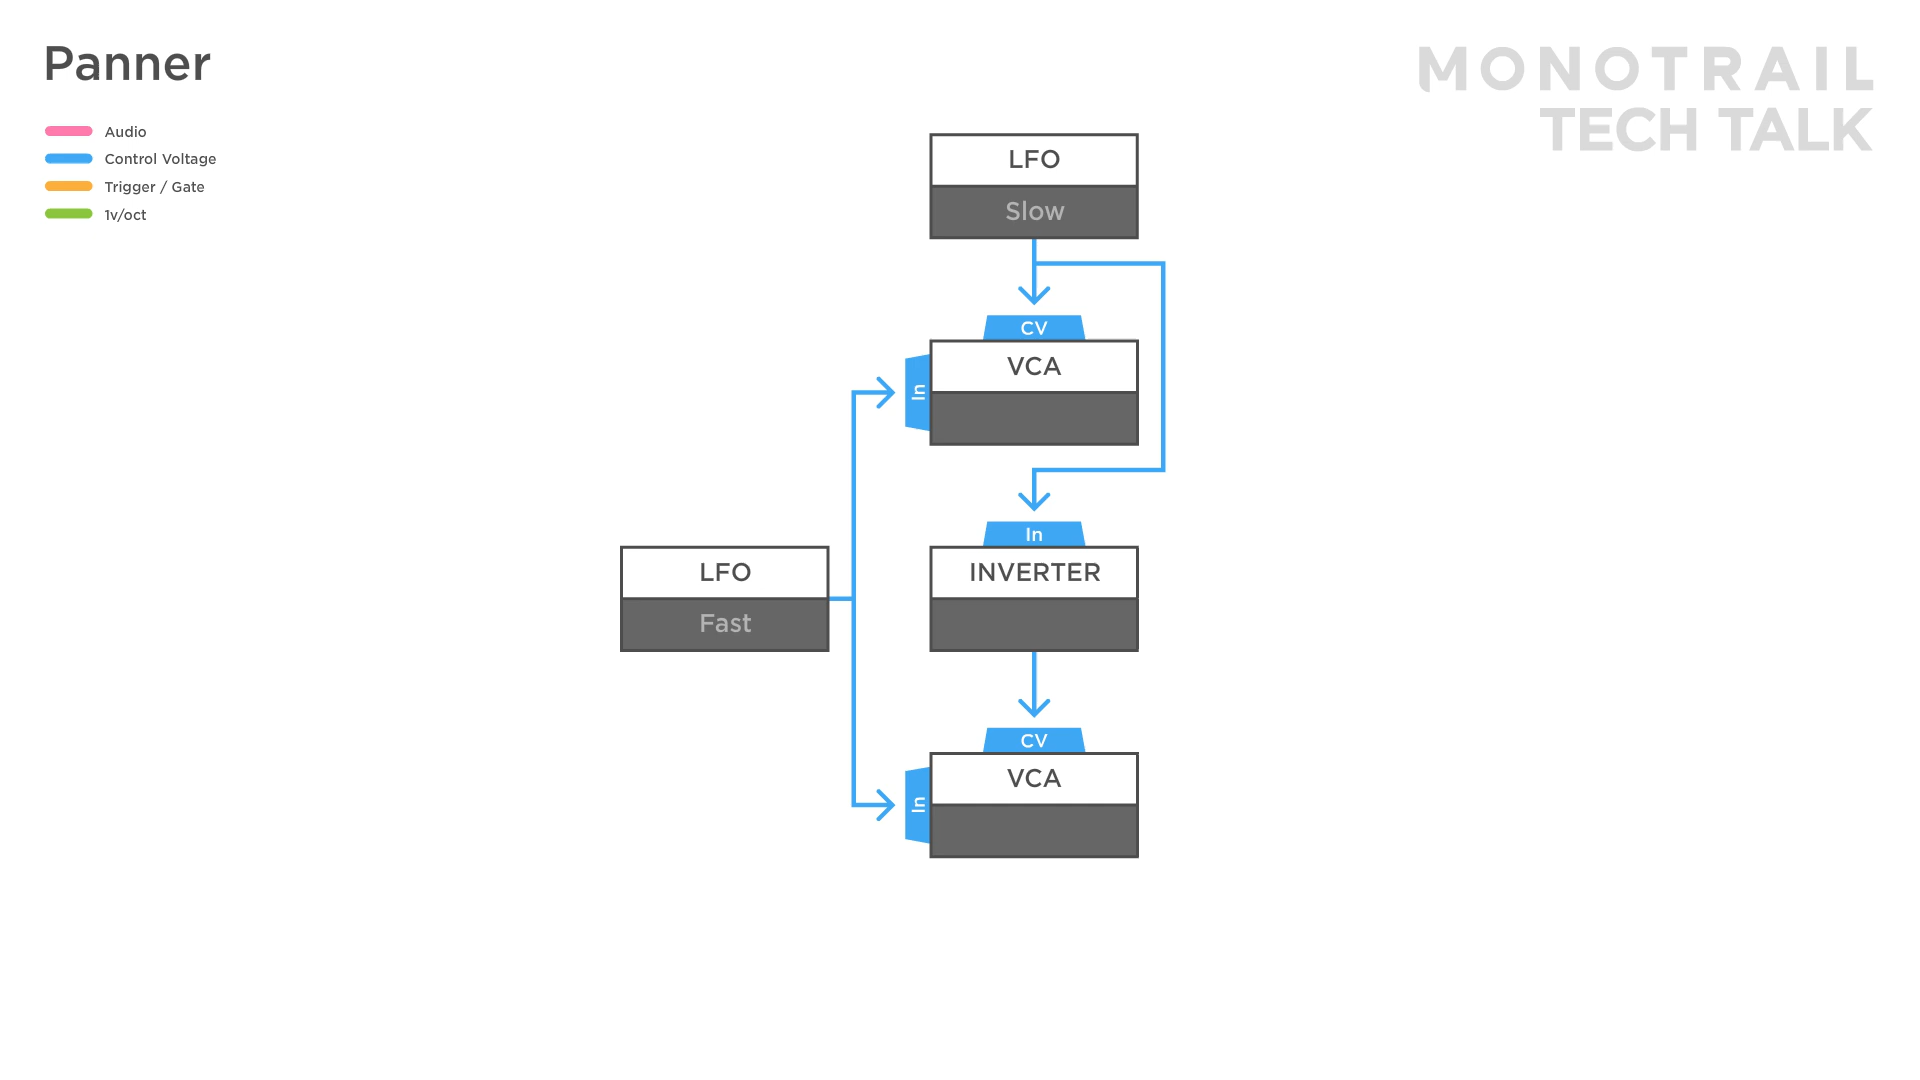 Panner
MONOTRAIL
TECH TALK
Audio
Control Voltage
Trigger / Gate
1v/oct
LFO
Slow
CV
VCA
In
In
INVERTER
LFO
Fast
CV
VCA
In